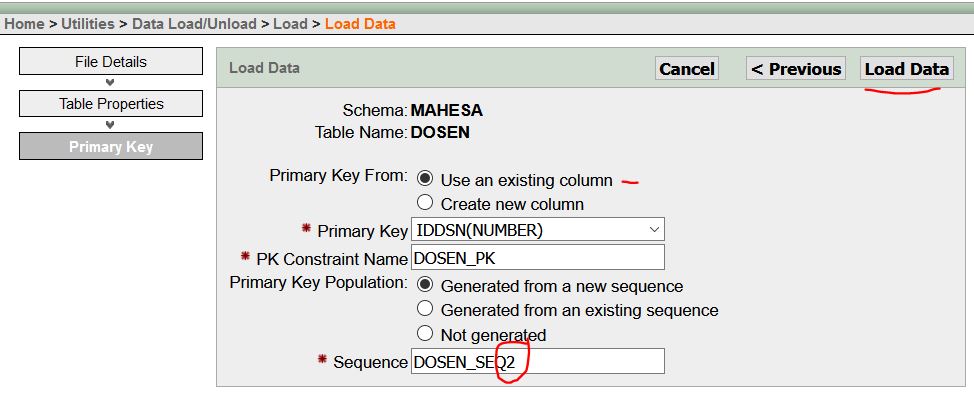 Home > Utilities > Data Load/Unload > Load > Load Data
File Details
Table Properties
Primary Key
Load Data
Cancel
< Previous
Load Data
Schema: MAHESA
Table Name: DOSEN
Primary Key From: Use an existing column
Create new column
* Primary Key IDDSN(NUMBER)
* PK Constraint Name DOSEN_PK
Primary Key Population: Generated from a new sequence
Generated from an existing sequence
Not generated
* Sequence DOSEN_SEQ2